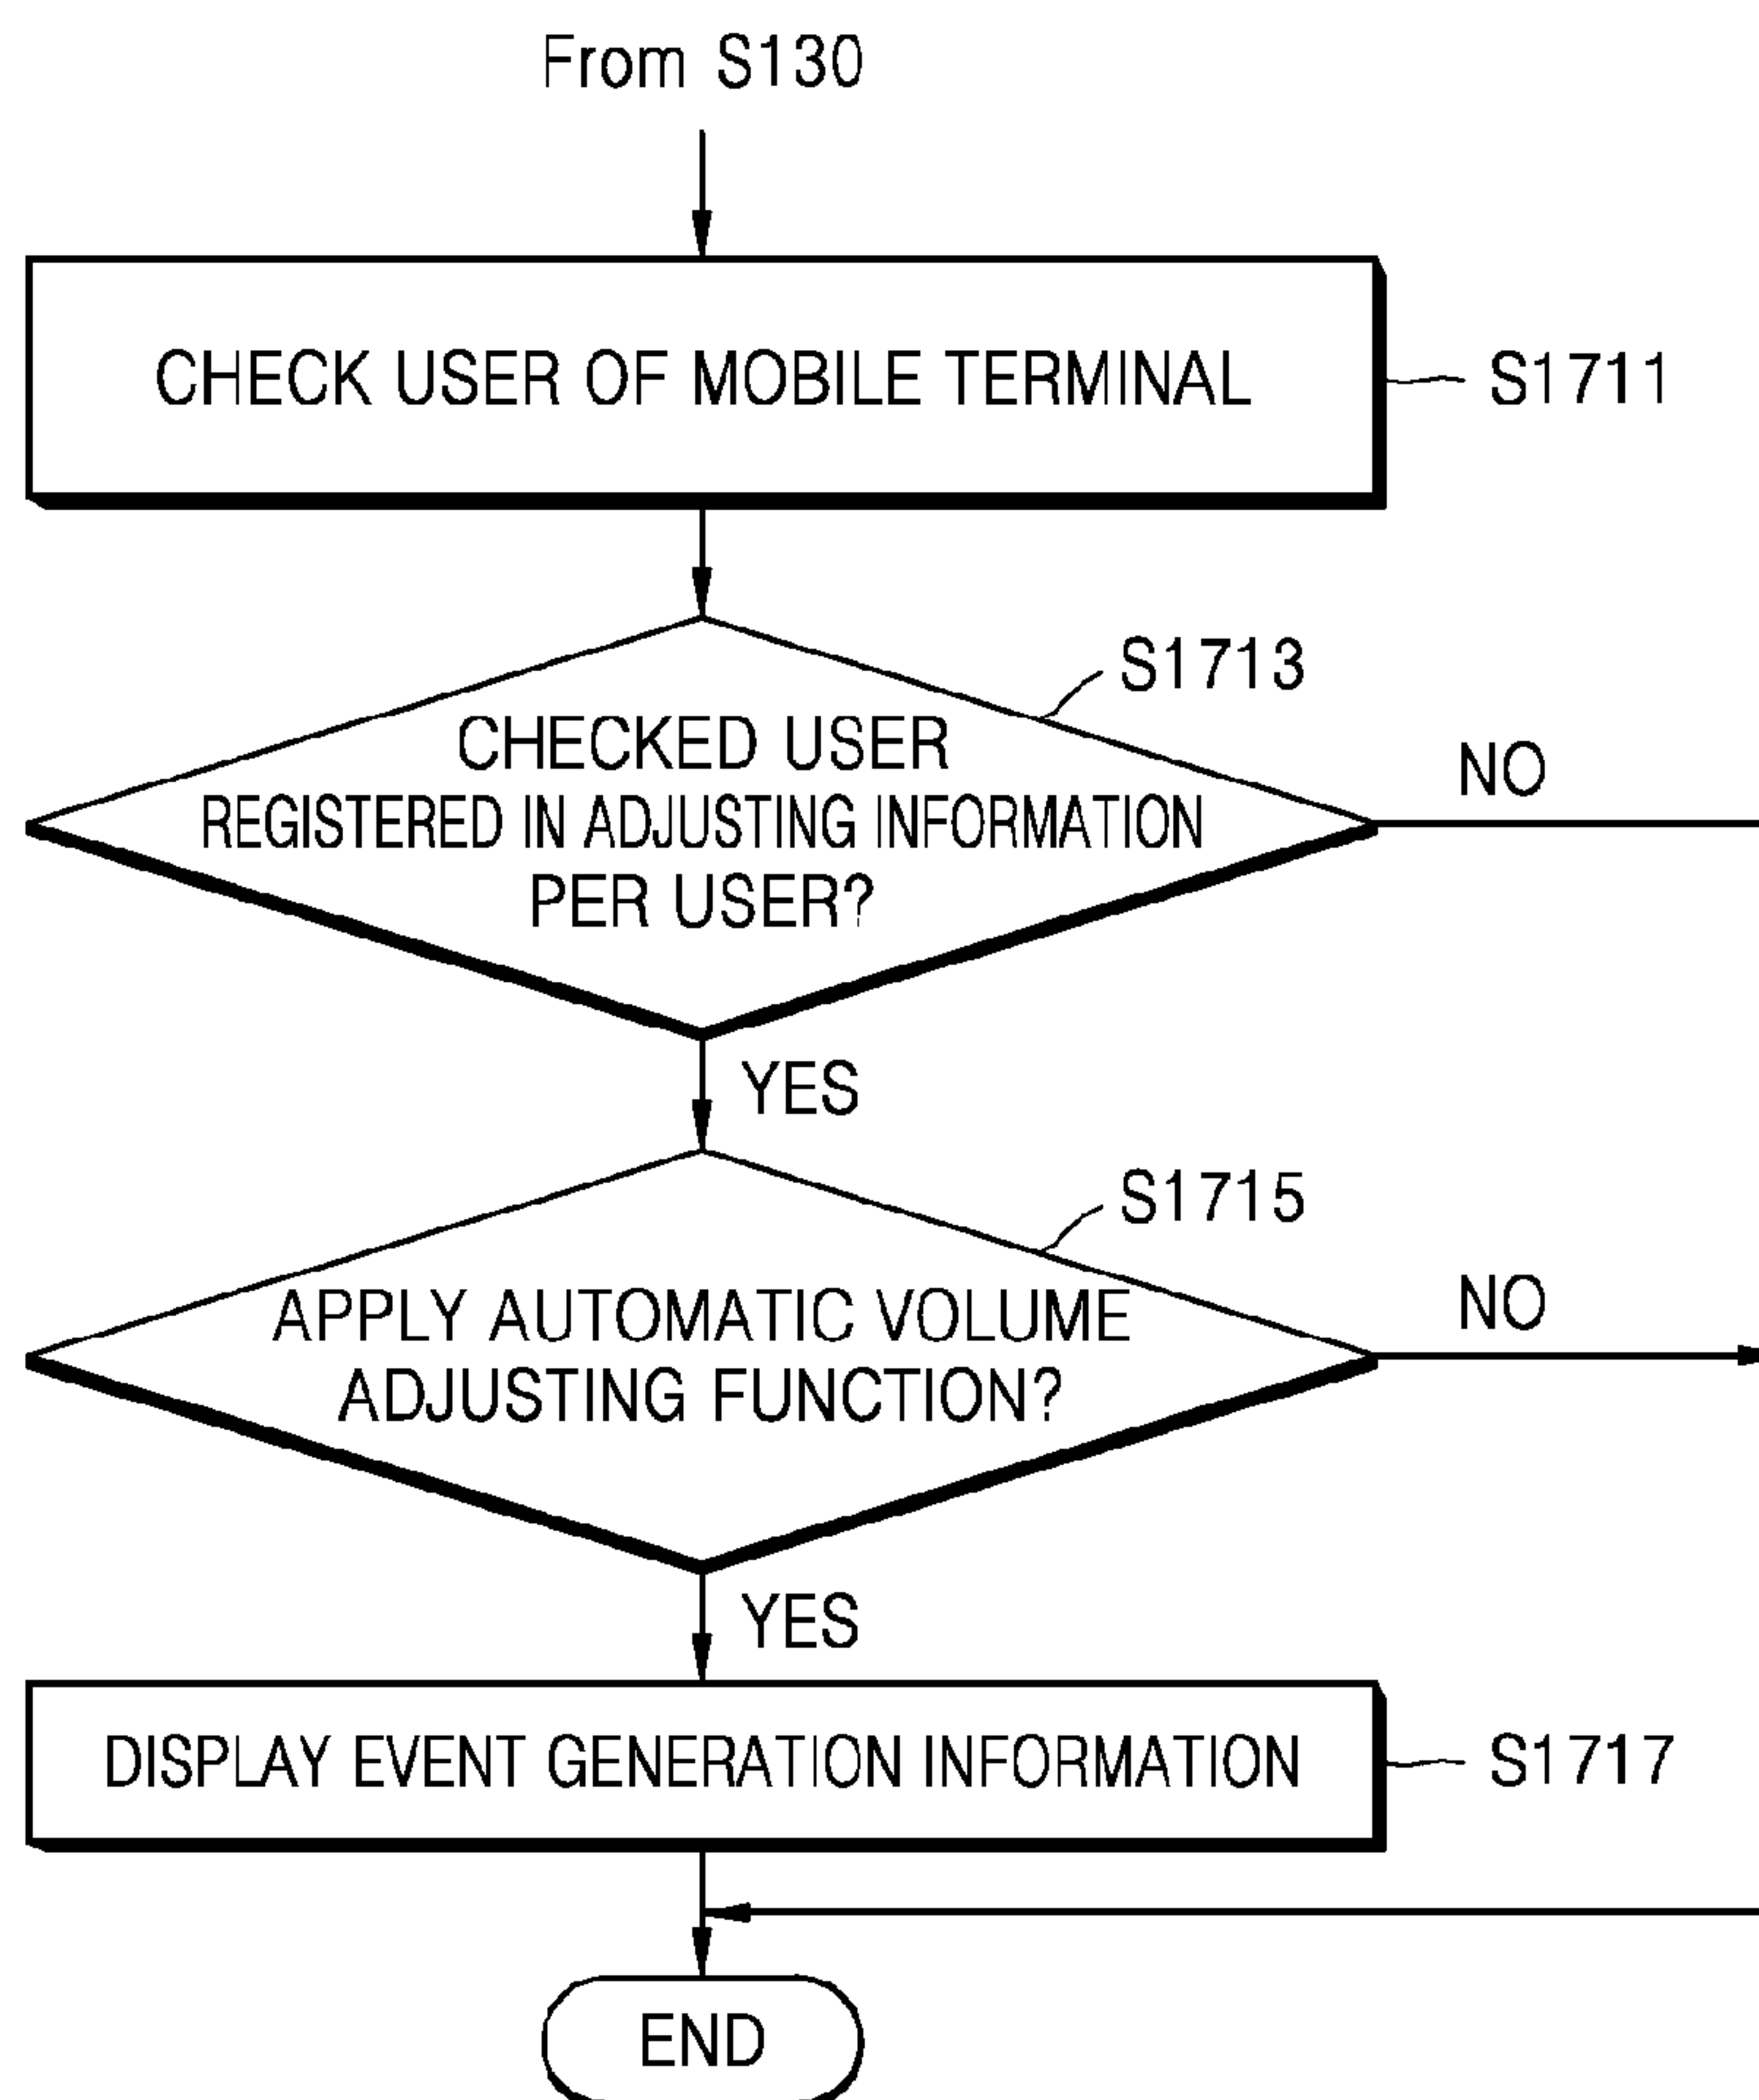 From S130
CHECK USER OF MOBILE TERMINAL
S1711
S1713
CHECKED USER
REGISTERED IN ADJUSTING INFORMATION
PER USER?
NO
YES
S1715
APPLY AUTOMATIC VOLUME
ADJUSTING FUNCTION?
NO
YES
DISPLAY EVENT GENERATION INFORMATION
S1717
END